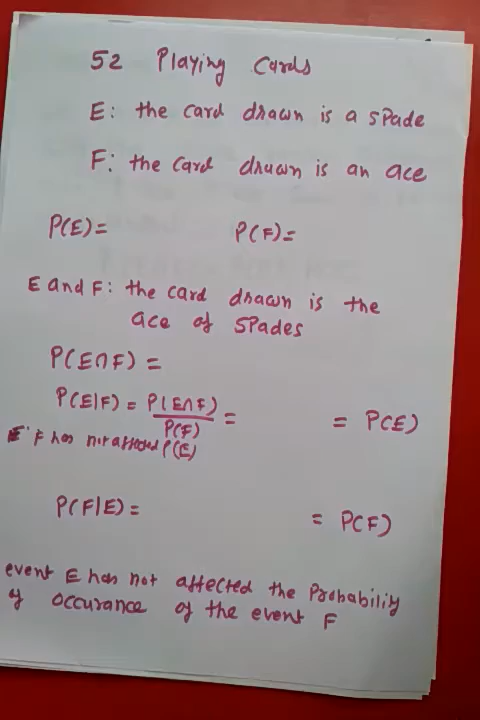 52 Playing Cards
E: the card drawn is a spade
F: the card drawn is an ace
P(E)= P(F)=
E and F: the card drawn is the
ace of spades
P(E∩F) =
P(E|F) = P(E∩F)/P(F) = = P(E)
F has not affected P(E)
P(F|E) = = P(F)
event E has not affected the Probability
of occurance of the event F